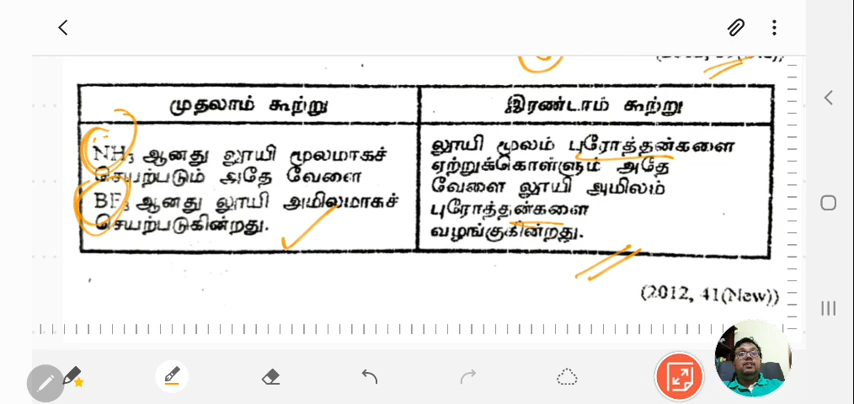 முதலாம் கூற்று
இரண்டாம் கூற்று
NH₃ ஆனது லூயி மூலமாகச்
செயற்படும் அதே வேளை
BF₃ ஆனது லூயி அமிலமாகச்
செயற்படுகின்றது.
லூயி மூலம் புரோத்தன்களை
ஏற்றுக்கொள்ளும் அதே
வேளை லூயி அமிலம்
புரோத்தன்களை
வழங்குகின்றது.
(2012, 41(New))